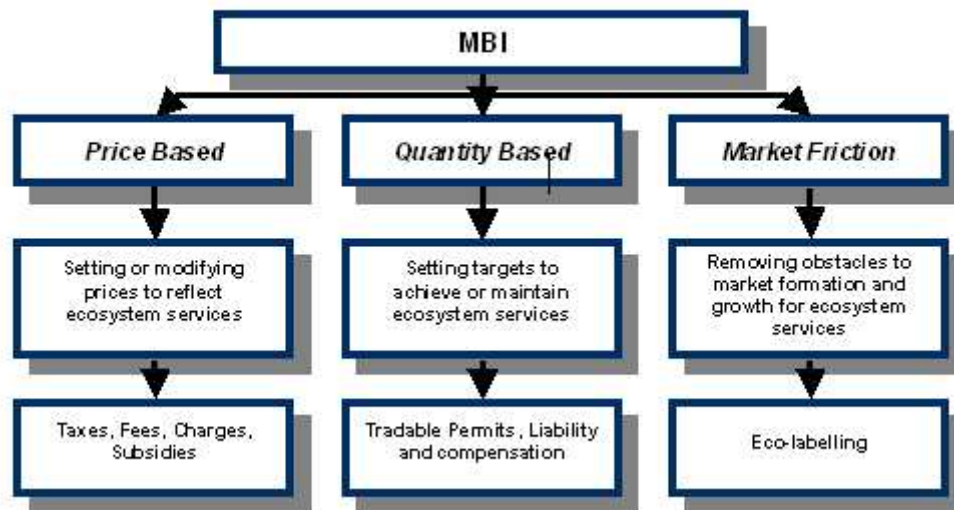 MBI
Price Based
Quantity Based
Market Friction
Setting or modifying
prices to reflect
ecosystem services
Setting targets to
achieve or maintain
ecosystem services
Removing obstacles to
market formation and
growth for ecosystem
services
Taxes, Fees, Charges,
Subsidies
Tradable Permits, Liability
and compensation
Eco-labelling